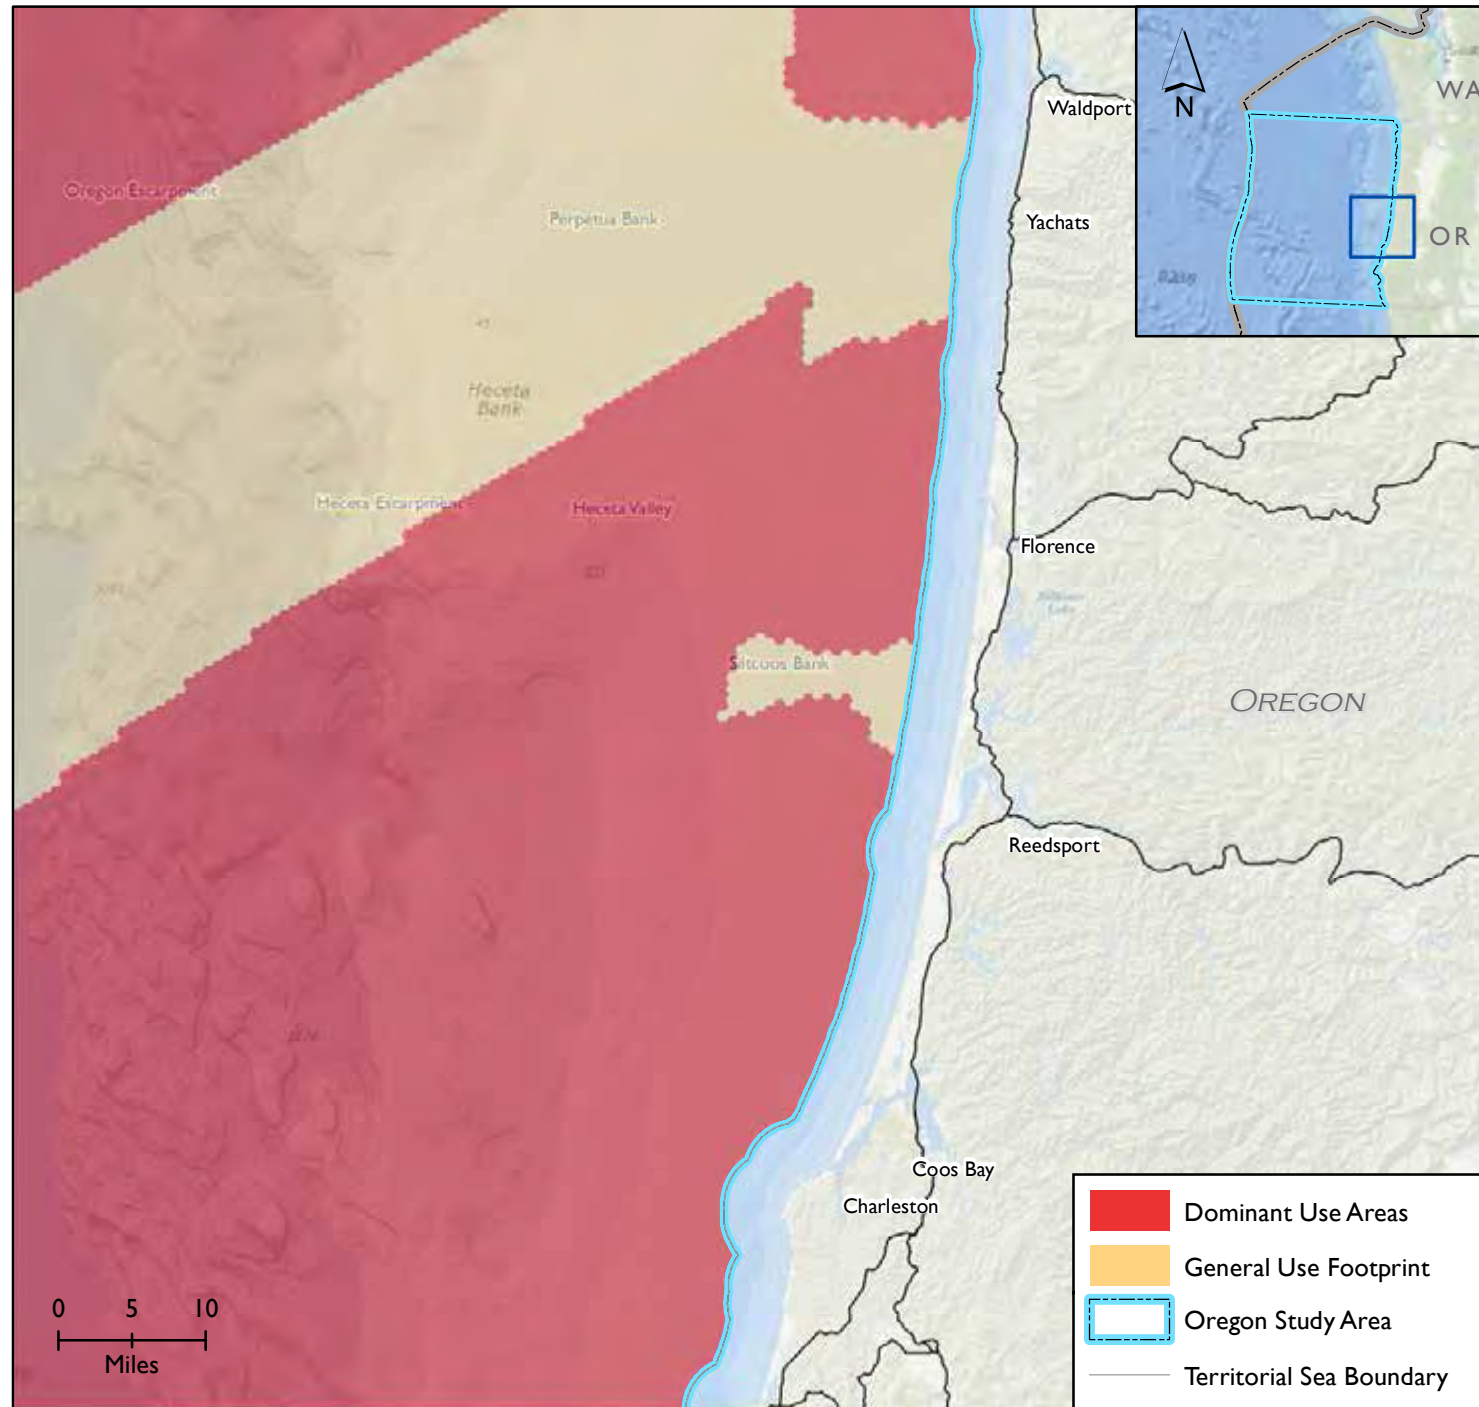 Waldport
WA
N
Oregon Escarpment
Perpetua Bank
Yachats
OR
Heceta
Bank
Heceta Escarpment
Heceta Valley
Florence
Siltcoos Bank
OREGON
Reedsport
Coos Bay
Charleston
Dominant Use Areas
General Use Footprint
Oregon Study Area
Territorial Sea Boundary
0 5 10
Miles